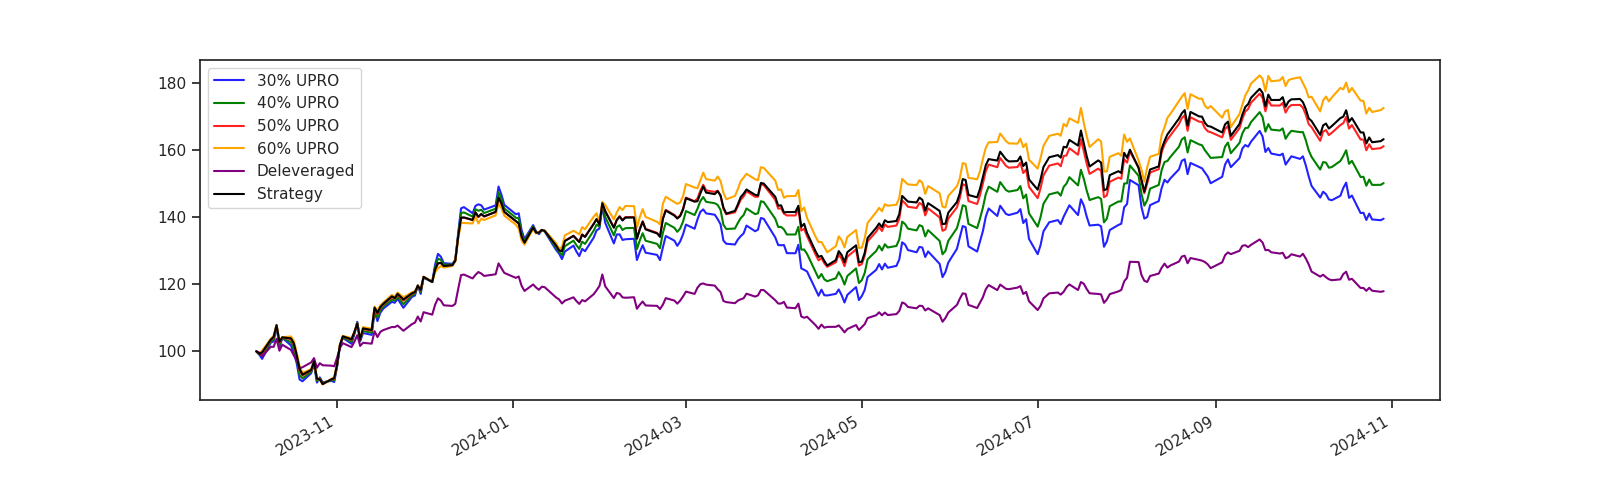 30% UPRO
40% UPRO
50% UPRO
60% UPRO
Deleveraged
Strategy
180
160
140
120
100
2023-11
2024-01
2024-03
2024-05
2024-07
2024-09
2024-11